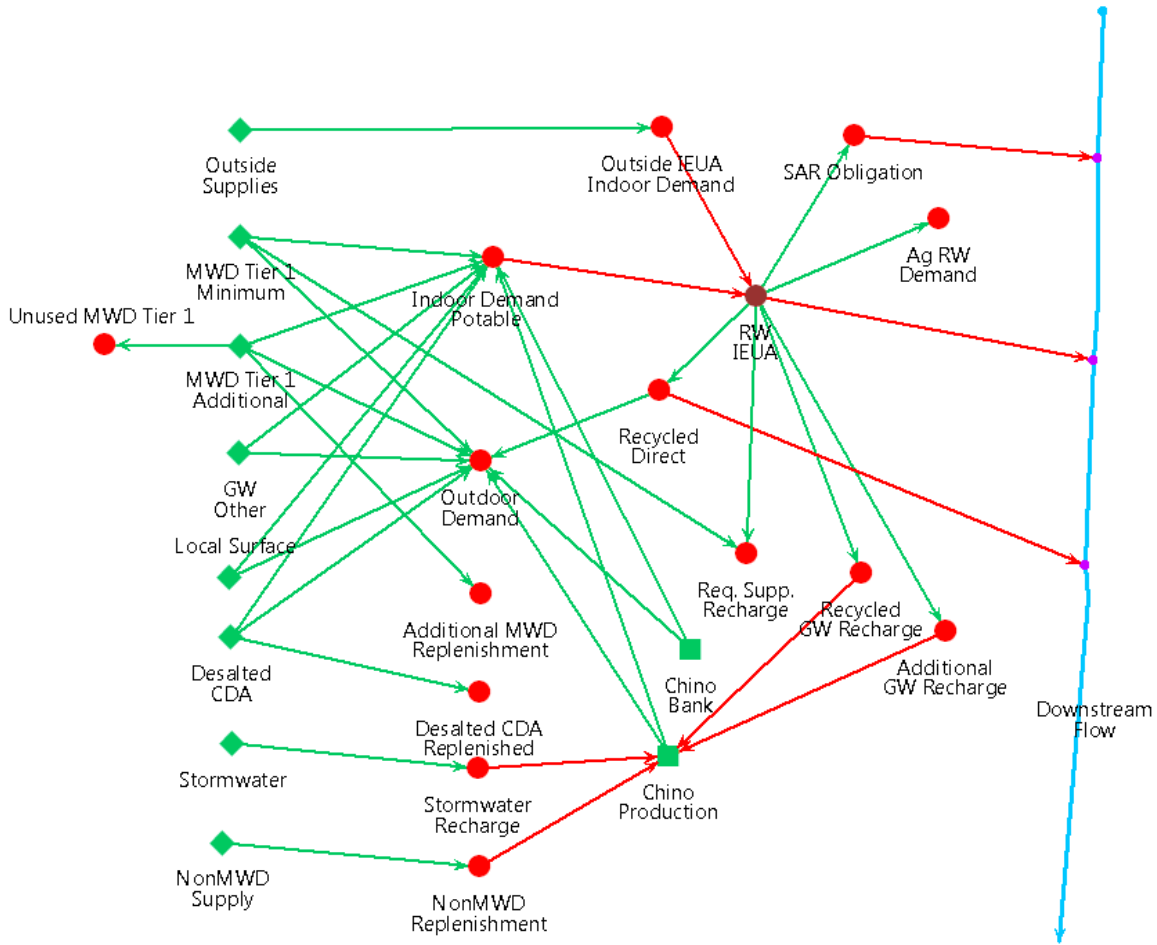 Outside
Supplies
Outside IEUA
Indoor Demand
SAR Obligation
MWD Tier 1
Minimum
Indoor Demand
Potable
Ag RW
Demand
Unused MWD Tier 1
RW
IEUA
MWD Tier 1
Additional
Recycled
Direct
GW
Other
Outdoor
Demand
Local Surface
Req. Supp.
Recharge
Recycled
GW Recharge
Additional MWD
Replenishment
Additional
GW Recharge
Desalted
CDA
Chino
Bank
Downstream
Flow
Desalted CDA
Replenished
Stormwater
Stormwater
Recharge
Chino
Production
NonMWD
Supply
NonMWD
Replenishment